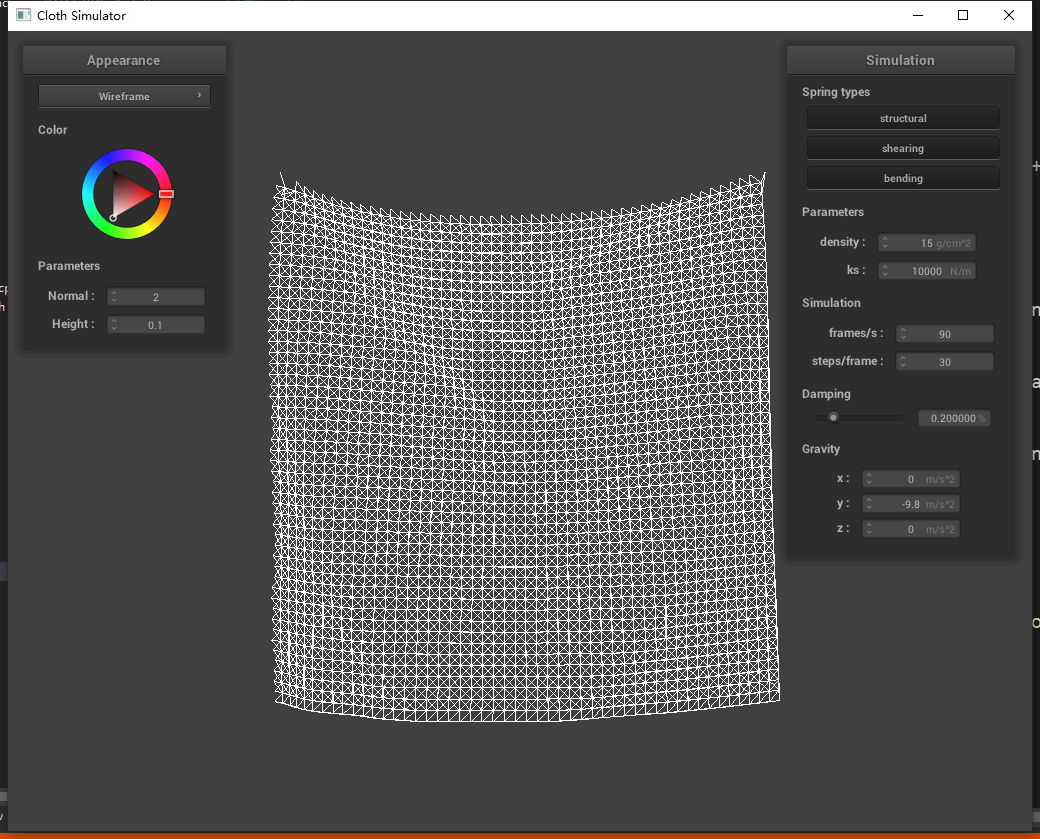 Cloth Simulator
Appearance
Wireframe
Color
Parameters
Normal : 2
Height : 0.1
Simulation
Spring types
structural
shearing
bending
Parameters
density : 15 g/cm^2
ks : 10000 N/m
Simulation
frames/s : 90
steps/frame : 30
Damping
0.200000 %
Gravity
x : 0 m/s^2
y : -9.8 m/s^2
z : 0 m/s^2